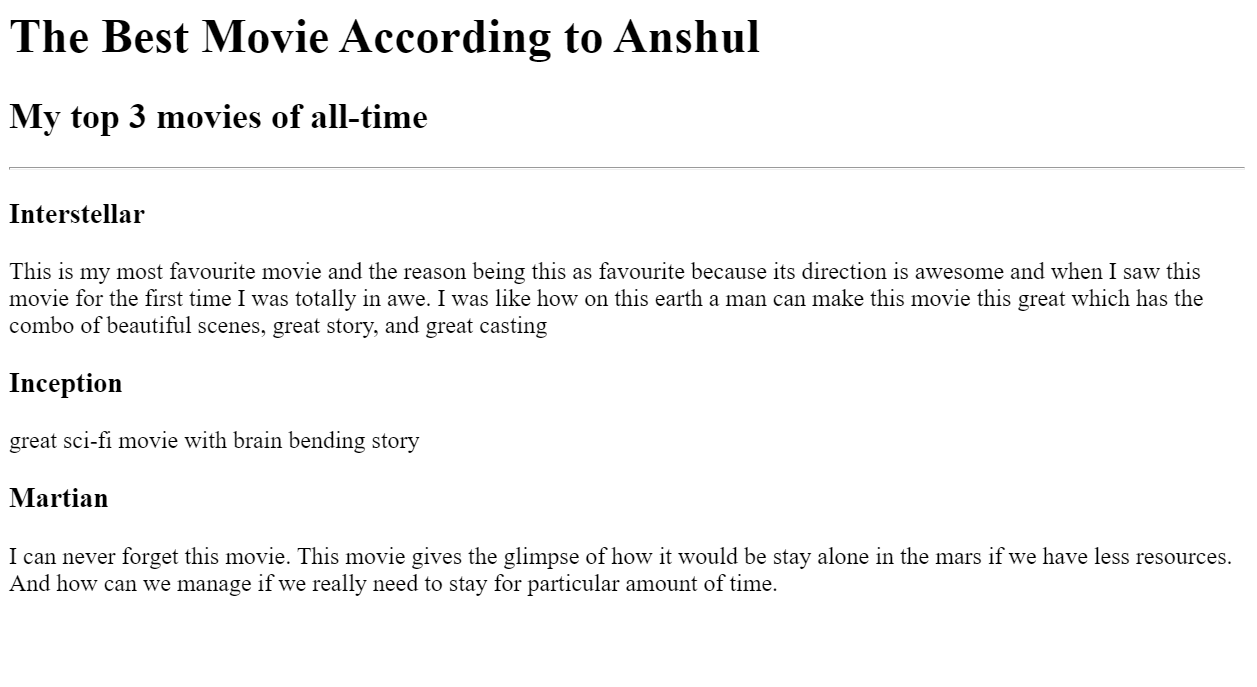 The Best Movie According to Anshul
My top 3 movies of all-time
Interstellar
This is my most favourite movie and the reason being this as favourite because its direction is awesome and when I saw this
movie for the first time I was totally in awe. I was like how on this earth a man can make this movie this great which has the
combo of beautiful scenes, great story, and great casting
Inception
great sci-fi movie with brain bending story
Martian
I can never forget this movie. This movie gives the glimpse of how it would be stay alone in the mars if we have less resources.
And how can we manage if we really need to stay for particular amount of time.